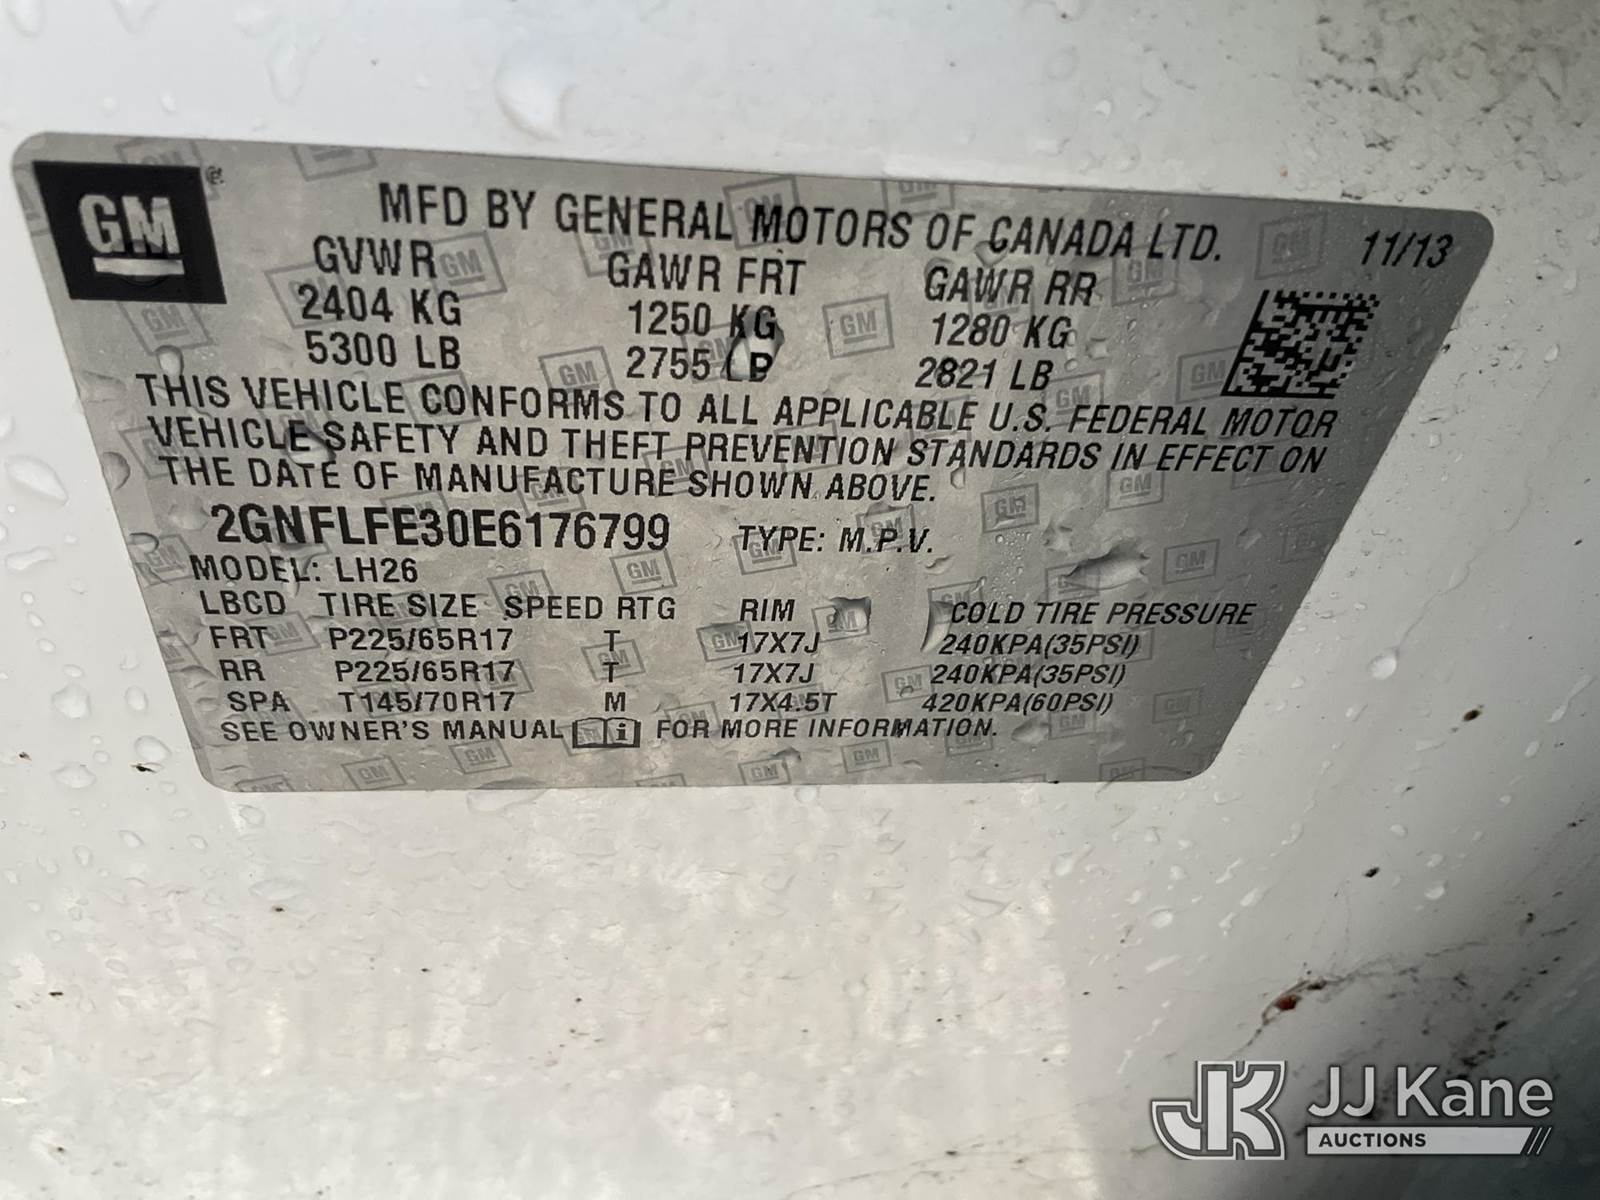 GM ®
MFD BY GENERAL MOTORS OF CANADA LTD.
11/13
GVWR GAWR FRT GAWR RR
2404 KG 1250 KG 1280 KG
5300 LB 2755 LB 2821 LB
THIS VEHICLE CONFORMS TO ALL APPLICABLE U.S. FEDERAL MOTOR
VEHICLE SAFETY AND THEFT PREVENTION STANDARDS IN EFFECT ON
THE DATE OF MANUFACTURE SHOWN ABOVE.
2GNFLFE30E6176799 TYPE: M.P.V.
MODEL: LH26
LBCD TIRE SIZE SPEED RTG RIM COLD TIRE PRESSURE
FRT P225/65R17 T 17X7J 240KPA(35PSI)
RR P225/65R17 T 17X7J 240KPA(35PSI)
SPA T145/70R17 M 17X4.5T 420KPA(60PSI)
SEE OWNER'S MANUAL i FOR MORE INFORMATION.
JK JJ Kane
AUCTIONS